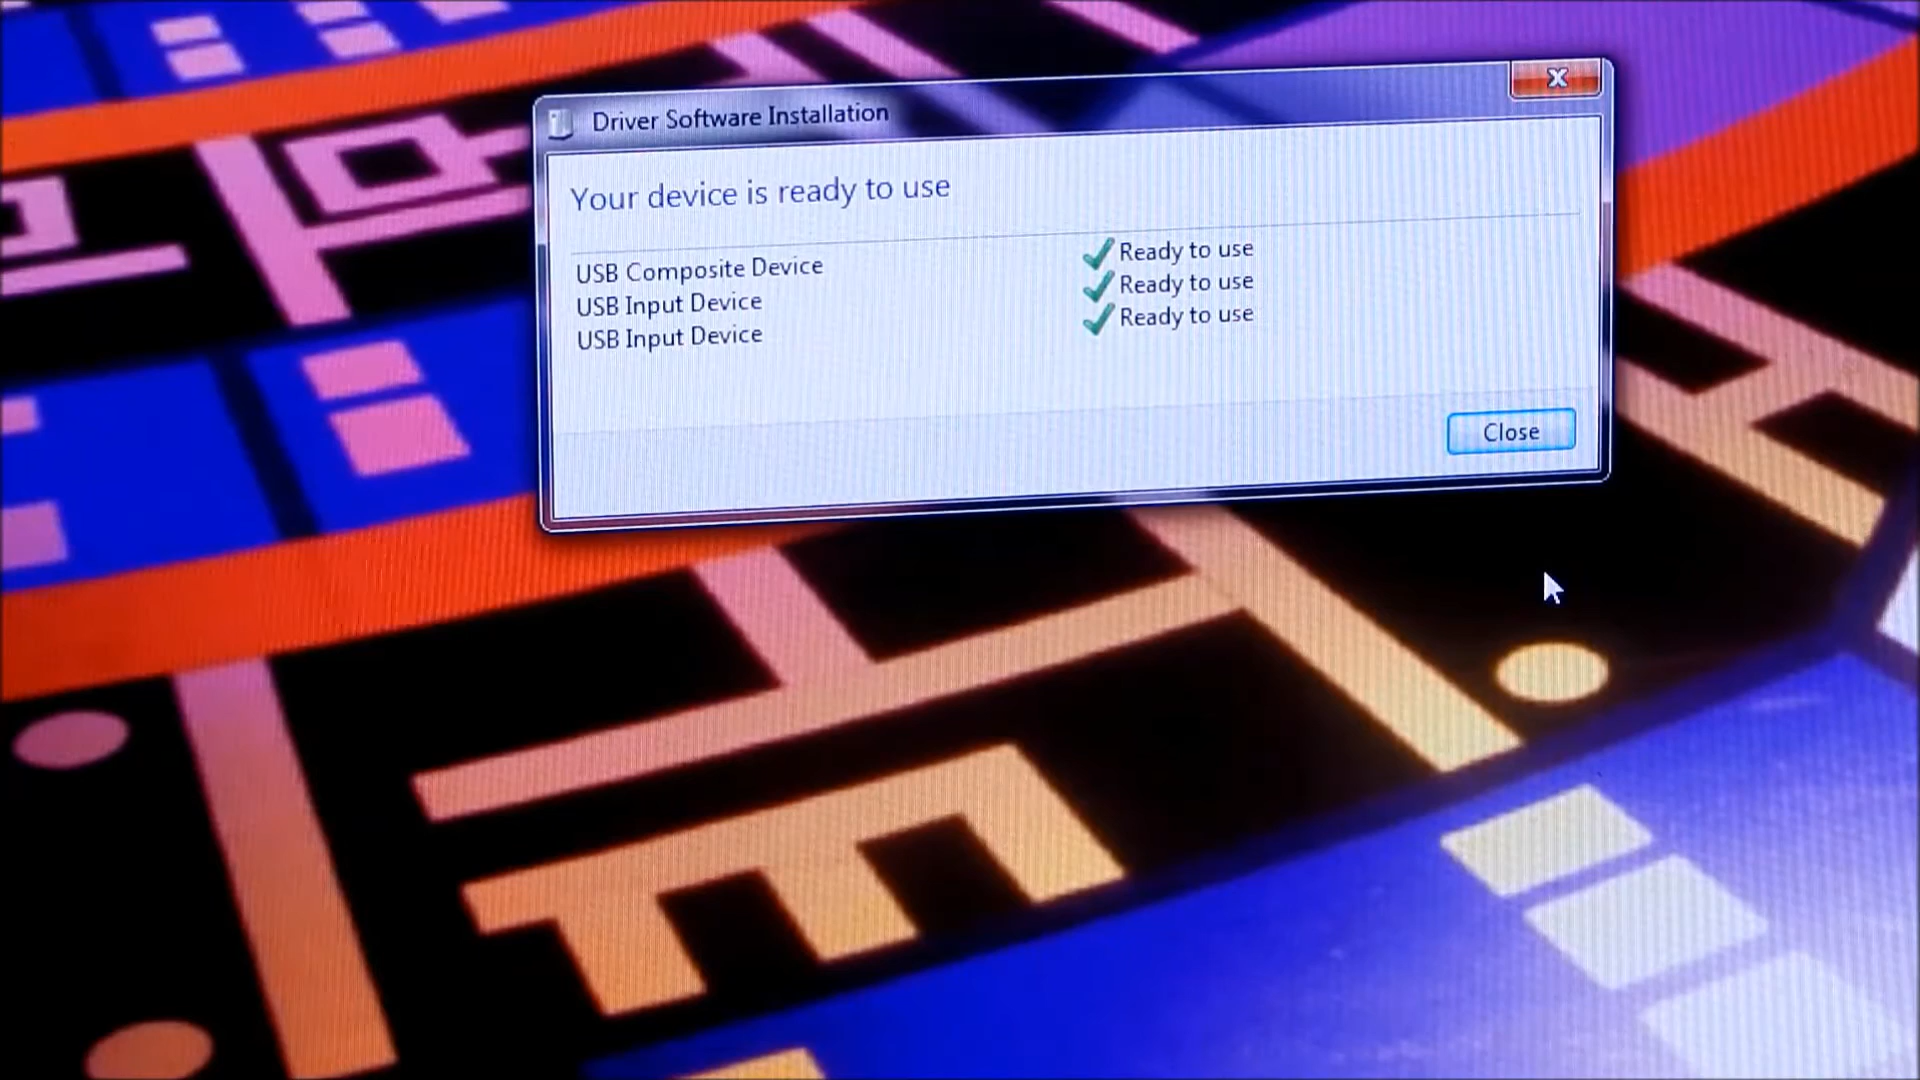 Driver Software Installation
Your device is ready to use
USB Composite Device Ready to use
USB Input Device Ready to use
USB Input Device Ready to use
Close